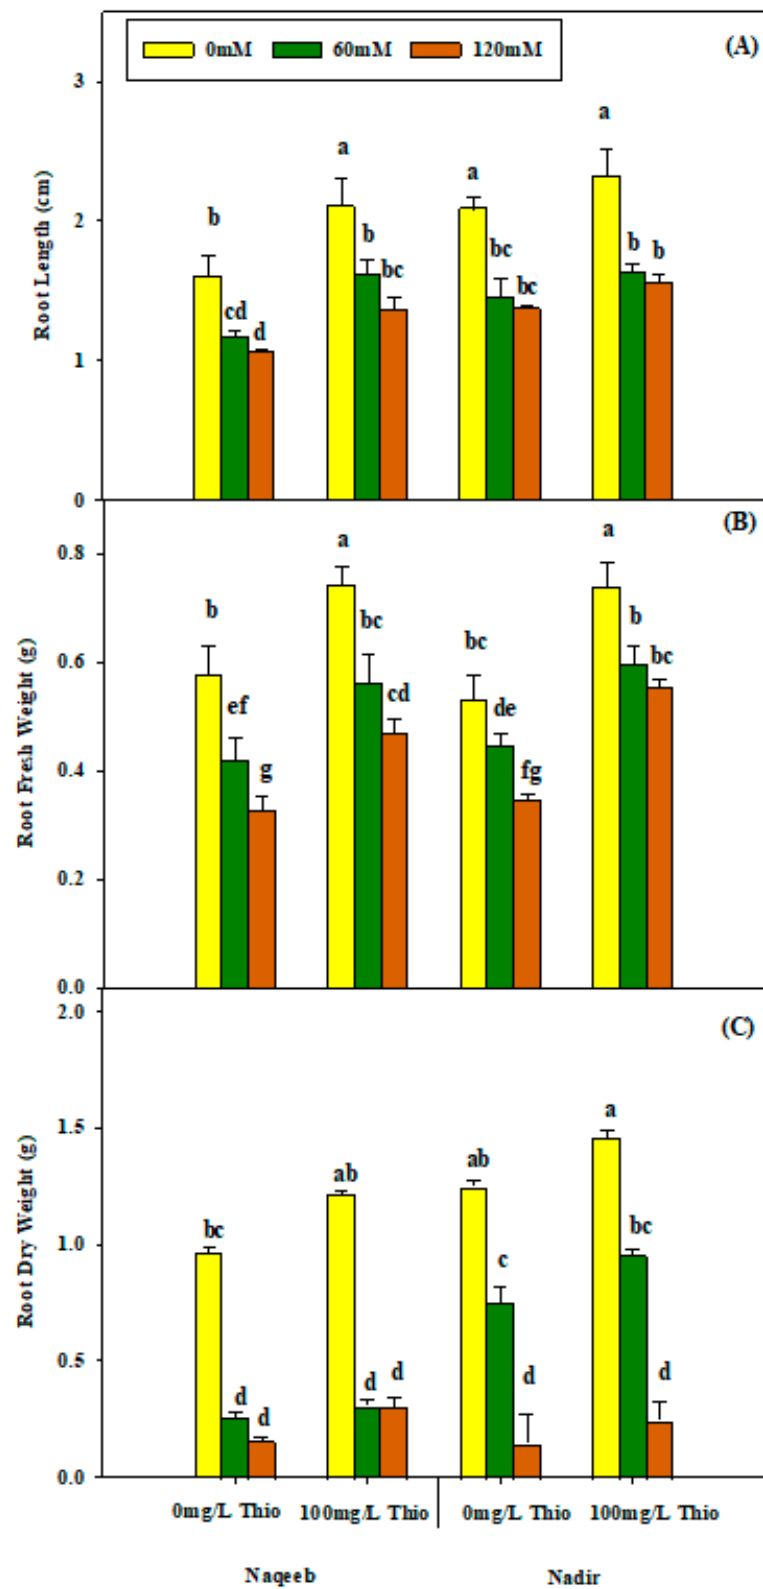 0mM 60mM 120mM
(A)
Root Length (cm)
3
2
1
0
b cd d
a b bc
a bc bc
a b b
(B)
Root Fresh Weight (g)
0.8
0.6
0.4
0.2
0.0
b ef g
a bc cd
bc de fg
a b bc
(C)
Root Dry Weight (g)
2.0
1.5
1.0
0.5
0.0
bc d d
ab d d
ab c d
a bc d
0mg/L Thio 100mg/L Thio 0mg/L Thio 100mg/L Thio
Naqeeb Nadir